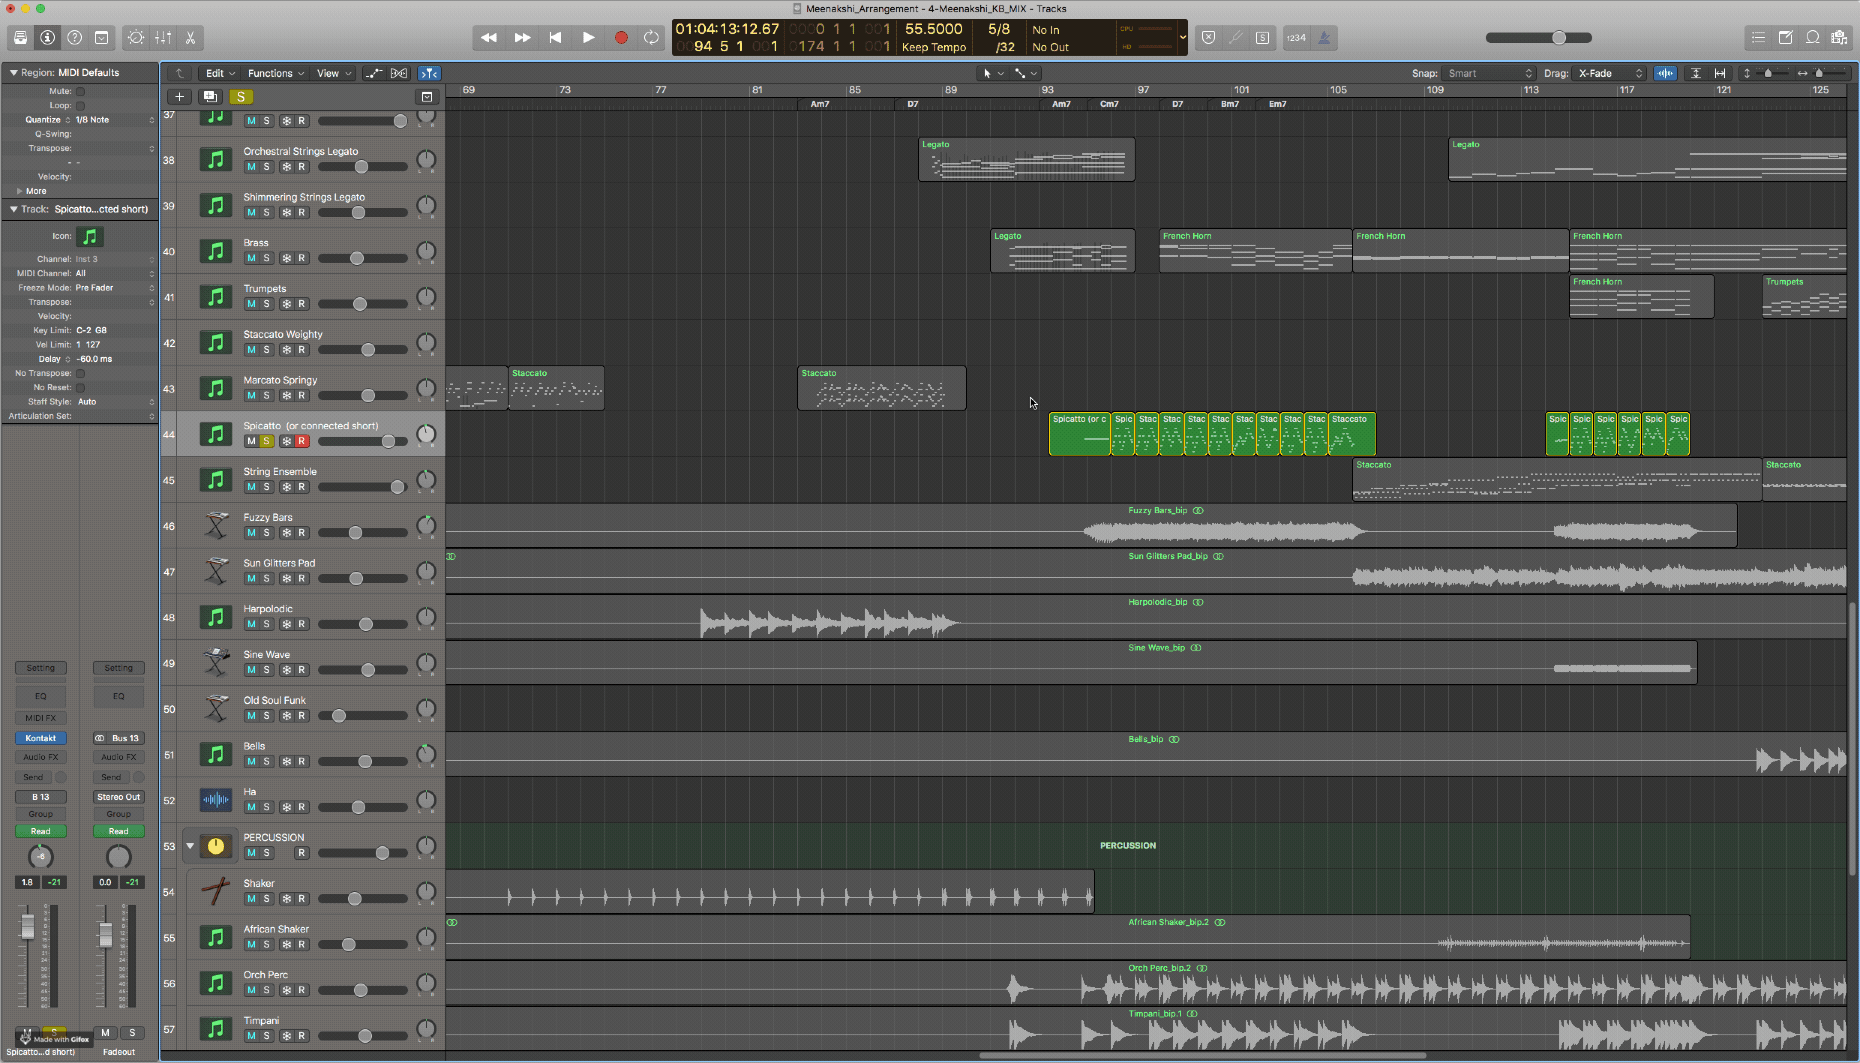 Meenakshi_Arrangement - 4-Meenakshi_KB_MIX - Tracks
01:04:13:12.67
0000 1 1 001
55.5000
5/8
No In
CPU
0094 5 1 001
0174 1 1 001
Keep Tempo
/32
No Out
HD
1234
Region: MIDI Defaults
Mute:
Loop:
Quantize 1/8 Note
Q-Swing:
Transpose:
- -
Velocity:
More
Track: Spicatto...cted short)
Icon:
Channel: Inst 3
MIDI Channel: All
Freeze Mode: Pre Fader
Transpose:
Velocity:
Key Limit: C-2 G8
Vel Limit: 1 127
Delay -60.0 ms
No Transpose:
No Reset:
Staff Style: Auto
Articulation Set:
Edit
Functions
View
Snap: Smart
Drag: X-Fade
S
69 73 77 81 85 89 93 97 101 105 109 113 117 121 125
Am7 D7 Am7 Cm7 D7 Bm7 Em7
37
M S R
38
Orchestral Strings Legato
M S R
Legato
Legato
39
Shimmering Strings Legato
M S R
40
Brass
M S R
Legato
French Horn
French Horn
French Horn
41
Trumpets
M S R
French Horn
Trumpets
42
Staccato Weighty
M S R
43
Marcato Springy
M S R
Staccato
Staccato
44
Spicatto (or connected short)
M S R
Spicatto (or c
Spic
Stac
Stac
Stac
Stac
Stac
Stac
Stac
Stac
Staccato
Spic
Spic
Spic
Spic
Spic
Spic
45
String Ensemble
M S R
Staccato
Staccato
46
Fuzzy Bars
M S R
Fuzzy Bars_bip
47
Sun Glitters Pad
M S R
Sun Glitters Pad_bip
48
Harpolodic
M S R
Harpolodic_bip
49
Sine Wave
M S R
Sine Wave_bip
50
Old Soul Funk
M S R
51
Bells
M S R
Bells_bip
52
Ha
M S R
53
PERCUSSION
M S R
PERCUSSION
54
Shaker
M S R
55
African Shaker
M S R
African Shaker_bip.2
56
Orch Perc
M S R
Orch Perc_bip.2
57
Timpani
M S R
Timpani_bip.1
Setting
Setting
EQ
EQ
MIDI FX
Kontakt
Bus 13
Audio FX
Audio FX
Send
Send
B 13
Stereo Out
Group
Group
Read
Read
-6
1.8 -21
0.0 -21
M S
Made with Gifox
Spicatto...d short)
Fadeout